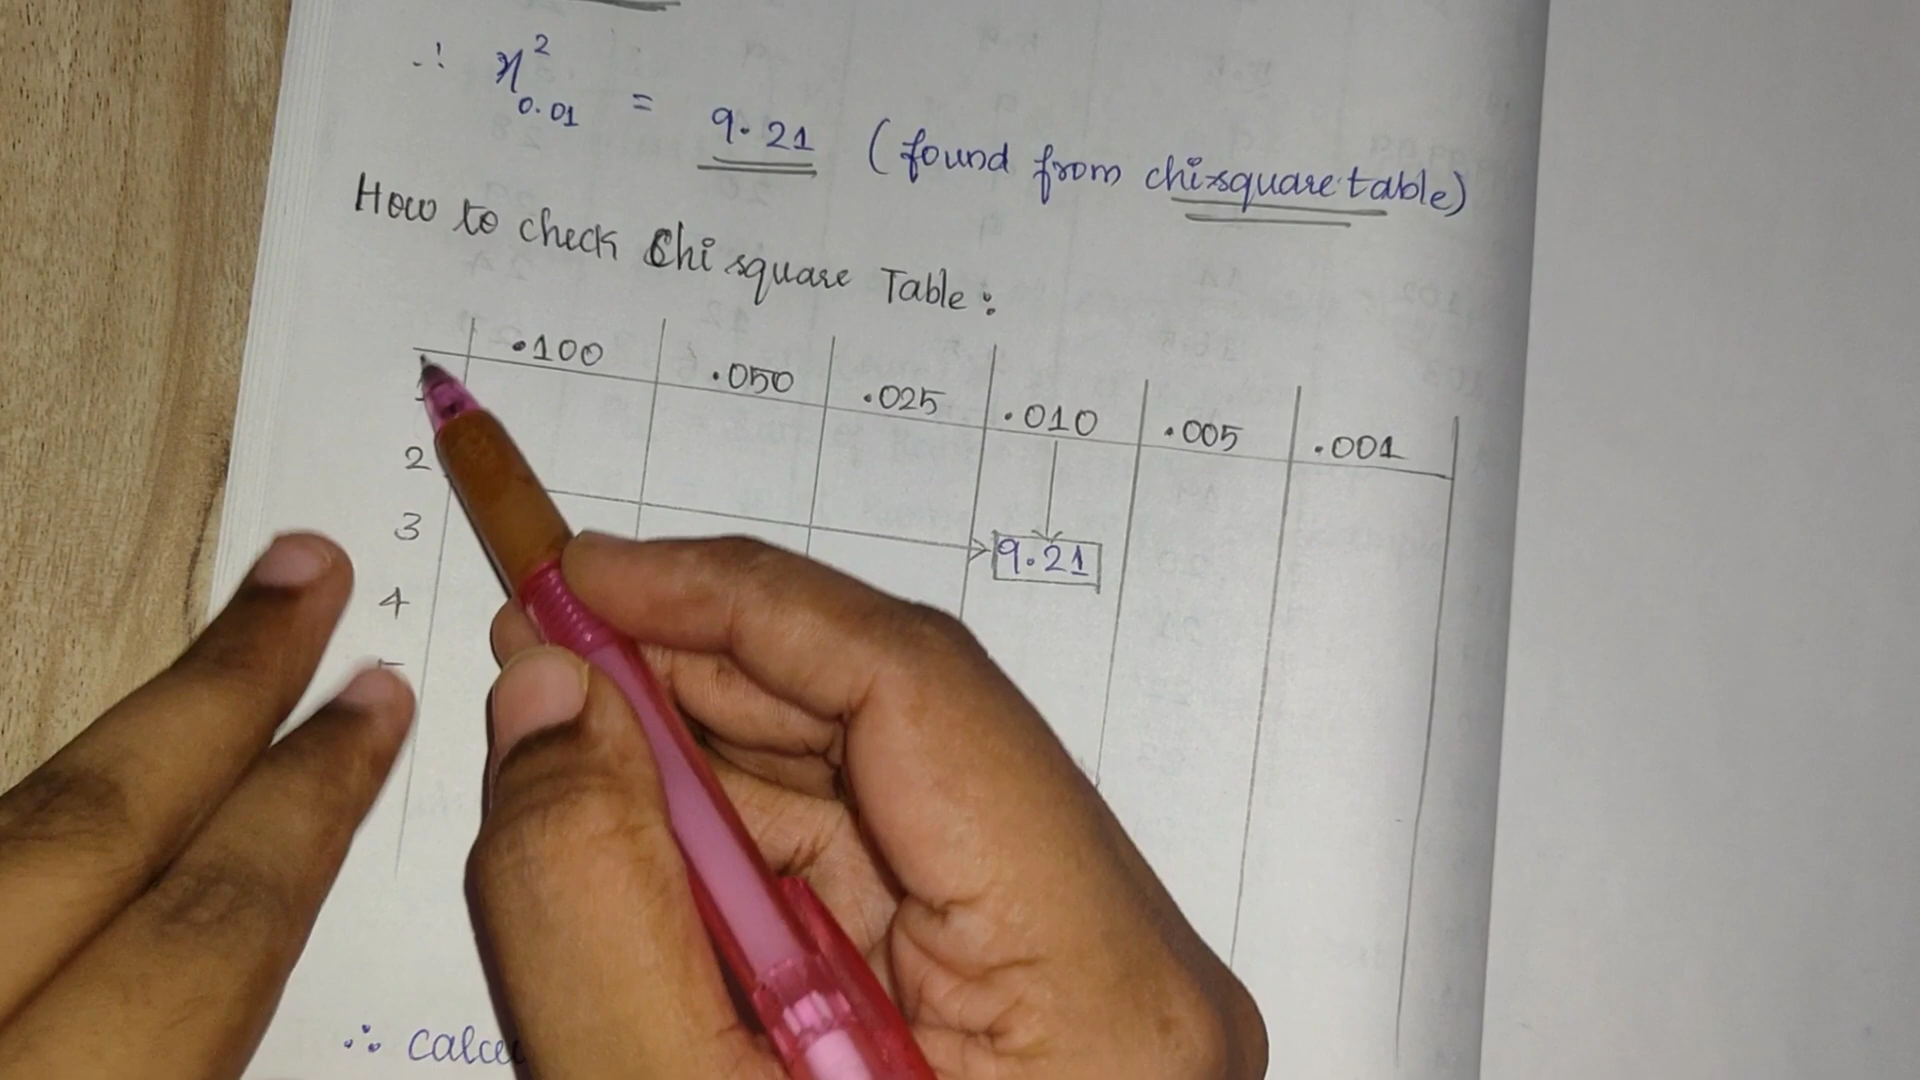 ∴ χ²0.01 = 9.21 (found from chi-square table)
How to check Chi square Table:
.100 .050 .025 .010 .005 .001
2
9.21
3
4
∴